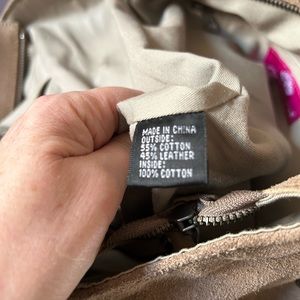 MADE IN CHINA
OUTSIDE:
55% COTTON
45% LEATHER
INSIDE:
100% COTTON